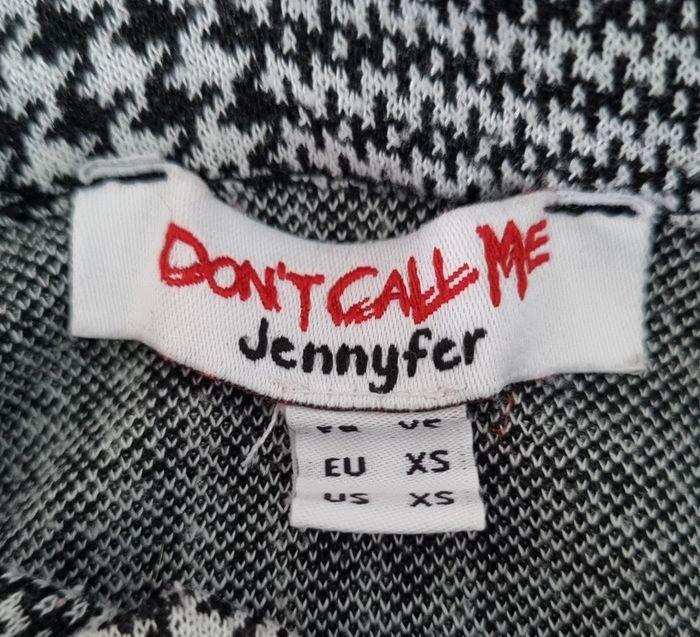 DON'T CALL ME
Jennyfer
EU XS
US XS